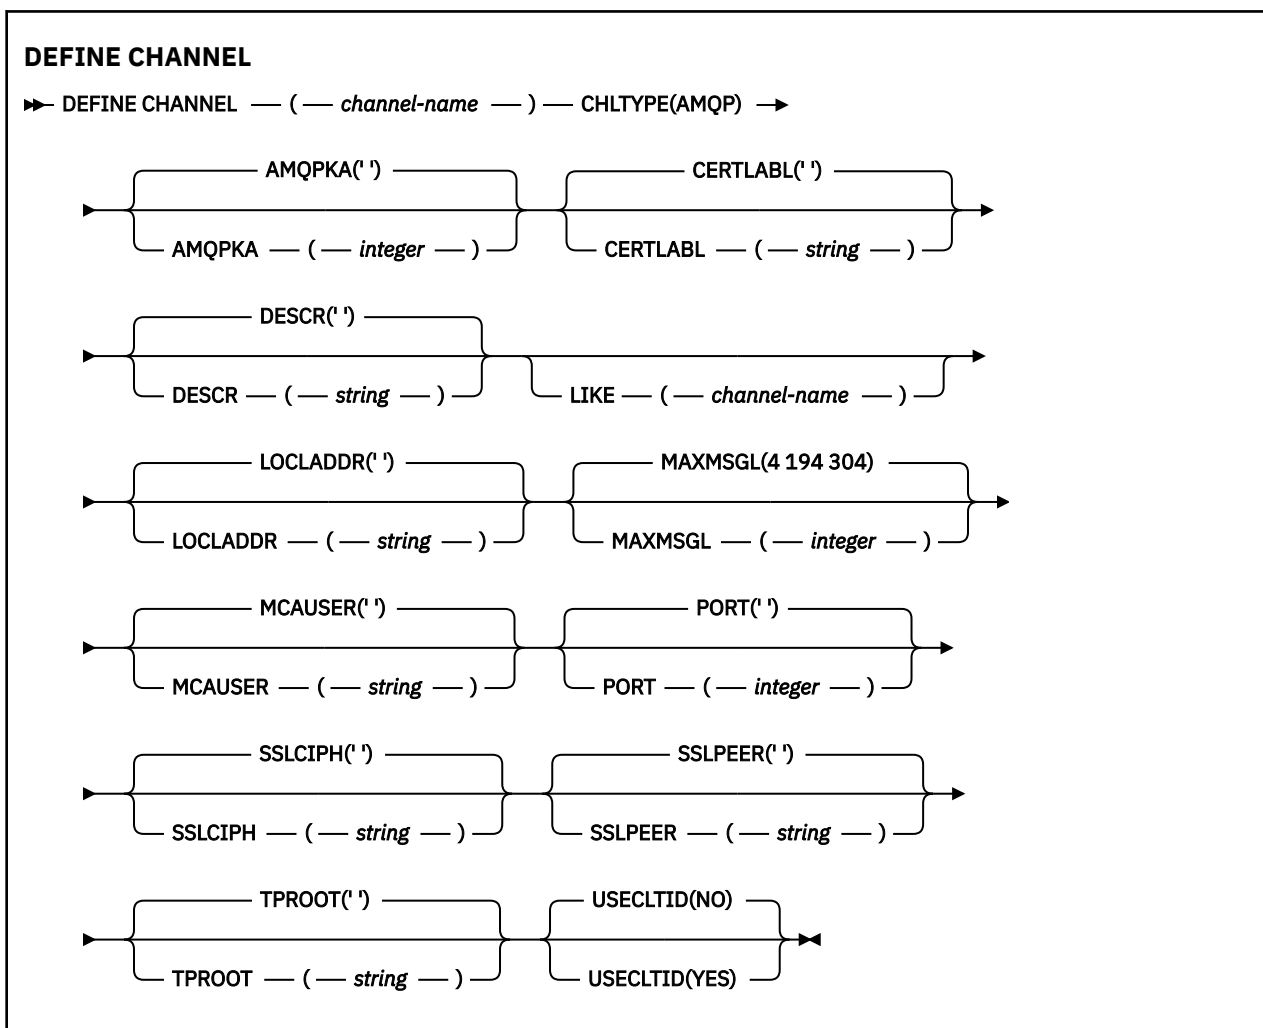 DEFINE CHANNEL
DEFINE CHANNEL ( channel-name ) CHLTYPE(AMQP)
AMQPKA(' ') CERTLABL(' ')
AMQPKA ( integer ) CERTLABL ( string )
DESCR(' ')
DESCR ( string ) LIKE ( channel-name )
LOCLADDR(' ') MAXMSGL(4 194 304)
LOCLADDR ( string ) MAXMSGL ( integer )
MCAUSER(' ') PORT(' ')
MCAUSER ( string ) PORT ( integer )
SSLCIPH(' ') SSLPEER(' ')
SSLCIPH ( string ) SSLPEER ( string )
TPROOT(' ') USECLTID(NO)
TPROOT ( string ) USECLTID(YES)